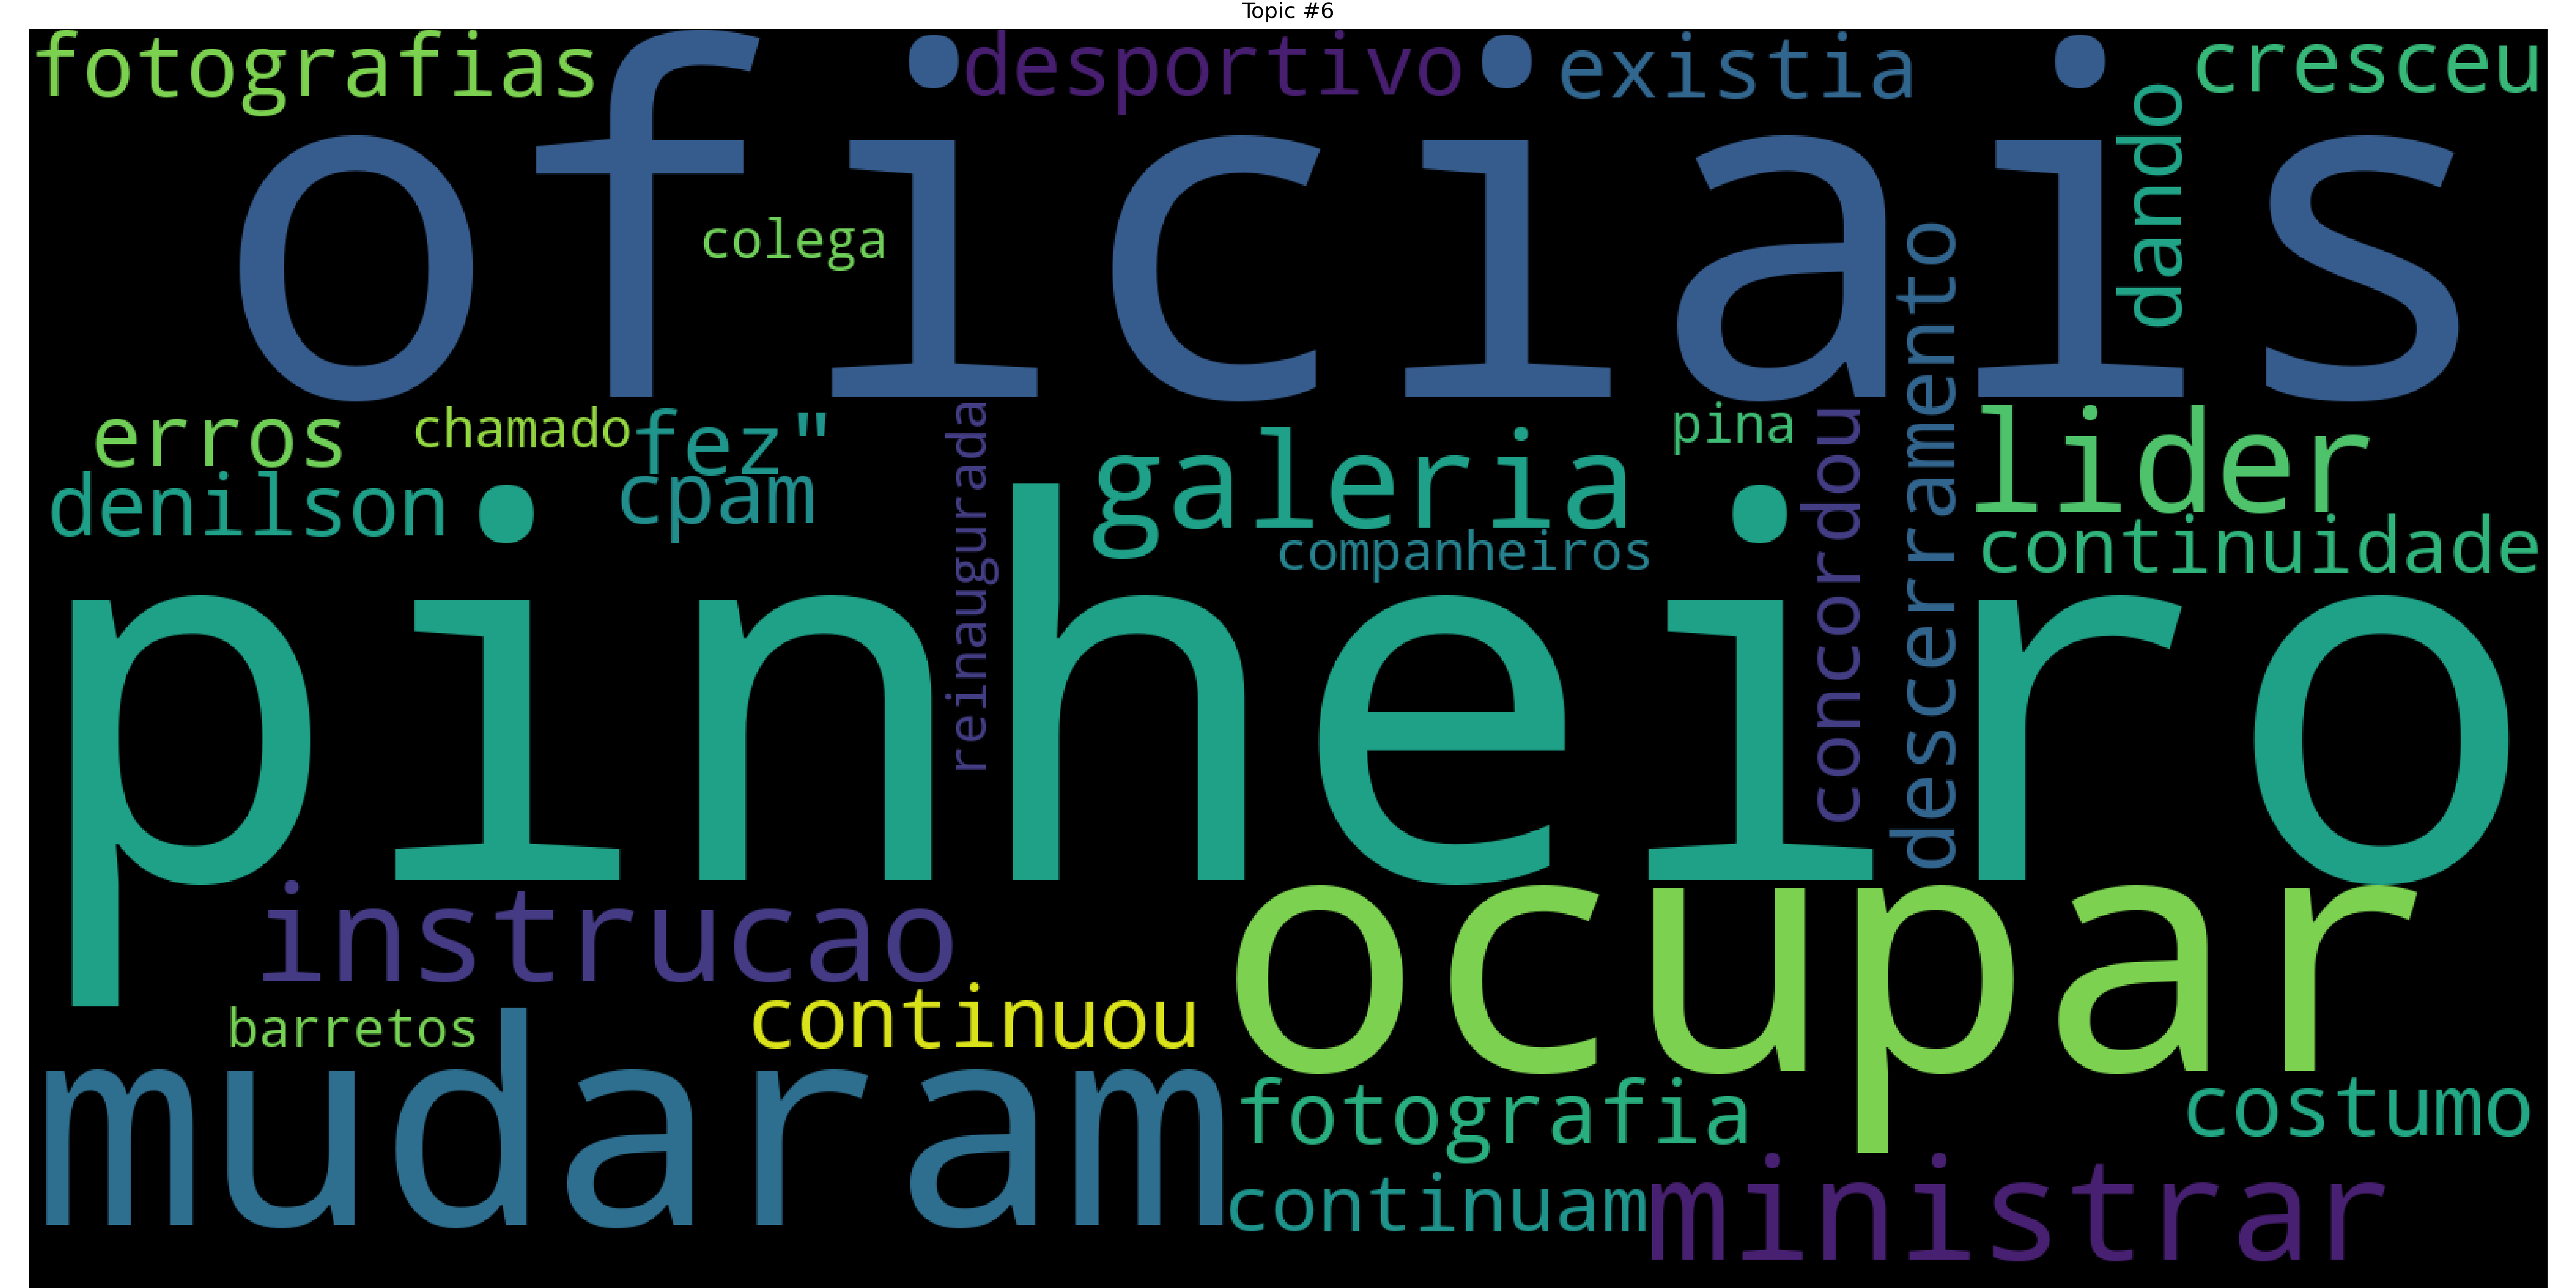 Topic #6
fotografias
desportivo
existia
cresceu
oficiais
dando
colega
descerramento
erros
chamado
fez"
reinaugurada
galeria
pina
concordou
lider
denilson
cpam
companheiros
continuidade
pinheiro
instrucao
ocupar
barretos
continuou
mudaram
fotografia
costumo
continuam
ministrar